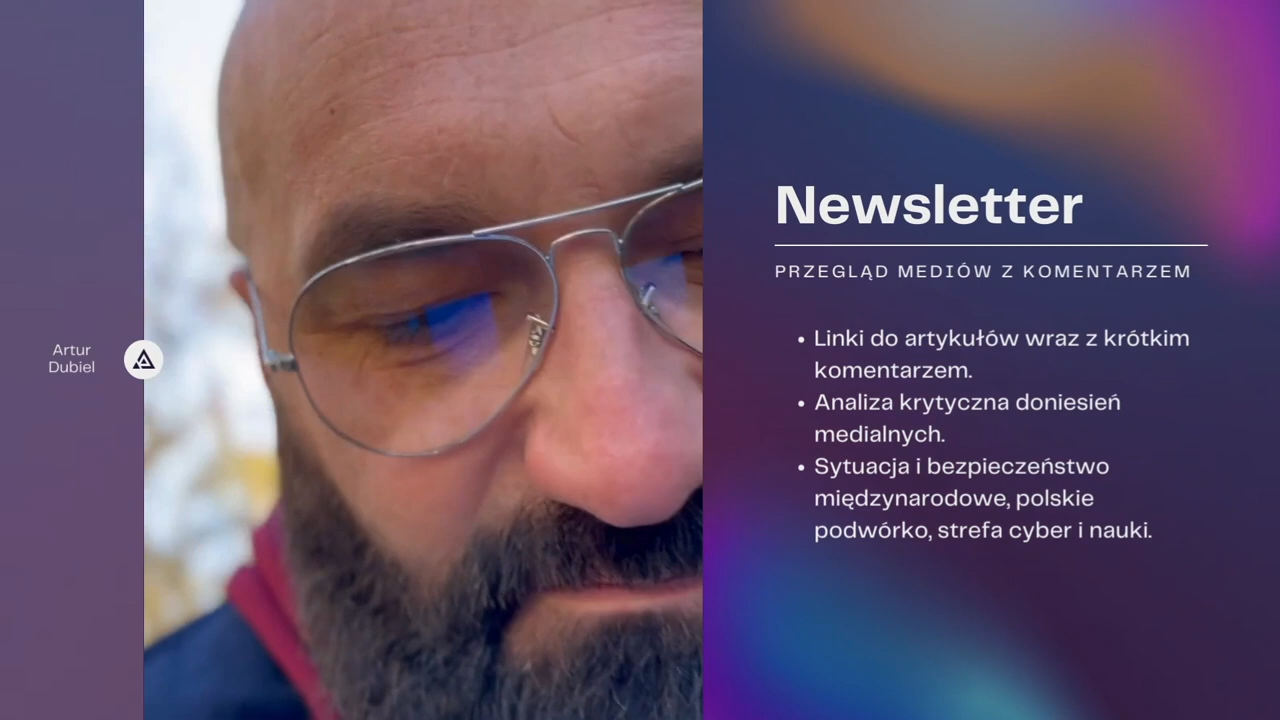 Artur
Dubiel
Newsletter
PRZEGLĄD MEDIÓW Z KOMENTARZEM
• Linki do artykułów wraz z krótkim
komentarzem.
• Analiza krytyczna doniesień
medialnych.
• Sytuacja i bezpieczeństwo
międzynarodowe, polskie
podwórko, strefa cyber i nauki.